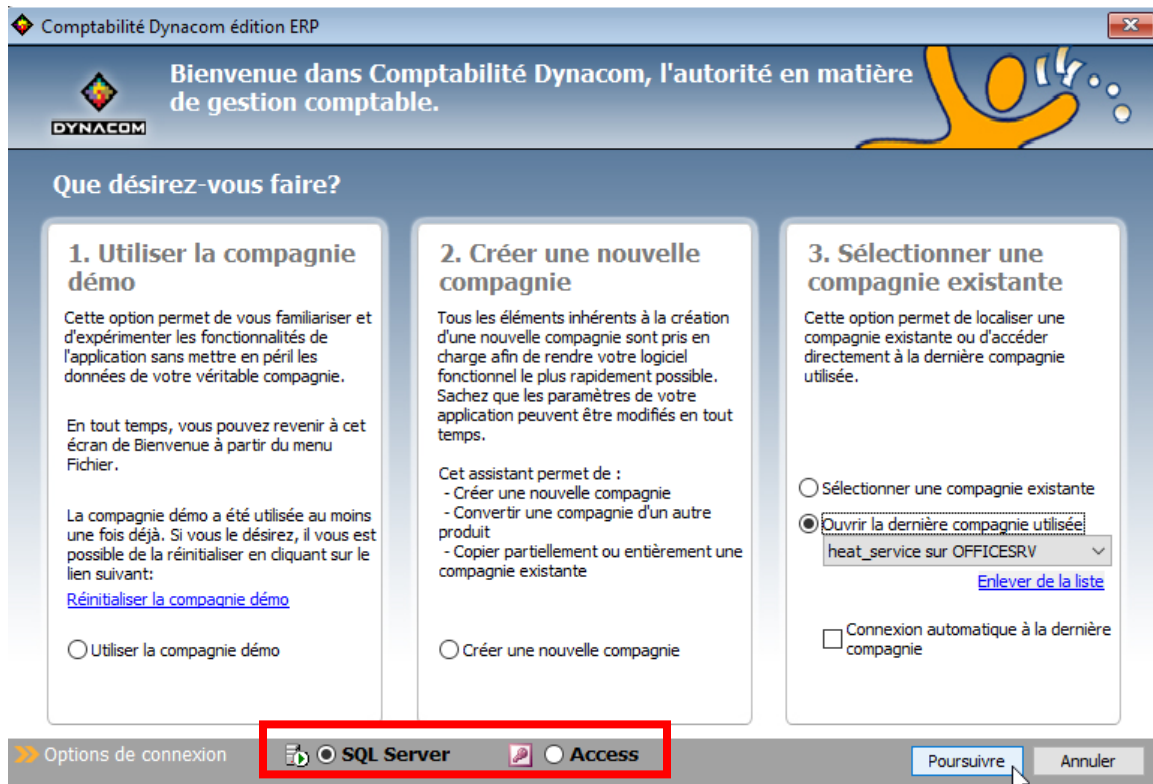 Comptabilité Dynacom édition ERP
Bienvenue dans Comptabilité Dynacom, l'autorité en matière
de gestion comptable.
DYNACOM
Que désirez-vous faire?
1. Utiliser la compagnie
démo
Cette option permet de vous familiariser et
d'expérimenter les fonctionnalités de
l'application sans mettre en péril les
données de votre véritable compagnie.
En tout temps, vous pouvez revenir à cet
écran de Bienvenue à partir du menu
Fichier.
La compagnie démo a été utilisée au moins
une fois déjà. Si vous le désirez, il vous est
possible de la réinitialiser en cliquant sur le
lien suivant:
Réinitialiser la compagnie démo
Utiliser la compagnie démo
2. Créer une nouvelle
compagnie
Tous les éléments inhérents à la création
d'une nouvelle compagnie sont pris en
charge afin de rendre votre logiciel
fonctionnel le plus rapidement possible.
Sachez que les paramètres de votre
application peuvent être modifiés en tout
temps.
Cet assistant permet de :
- Créer une nouvelle compagnie
- Convertir une compagnie d'un autre
produit
- Copier partiellement ou entièrement une
compagnie existante
Créer une nouvelle compagnie
3. Sélectionner une
compagnie existante
Cette option permet de localiser une
compagnie existante ou d'accéder
directement à la dernière compagnie
utilisée.
Sélectionner une compagnie existante
Ouvrir la dernière compagnie utilisée
heat_service sur OFFICESRV
Enlever de la liste
Connexion automatique à la dernière
compagnie
Options de connexion
SQL Server
Access
Poursuivre
Annuler